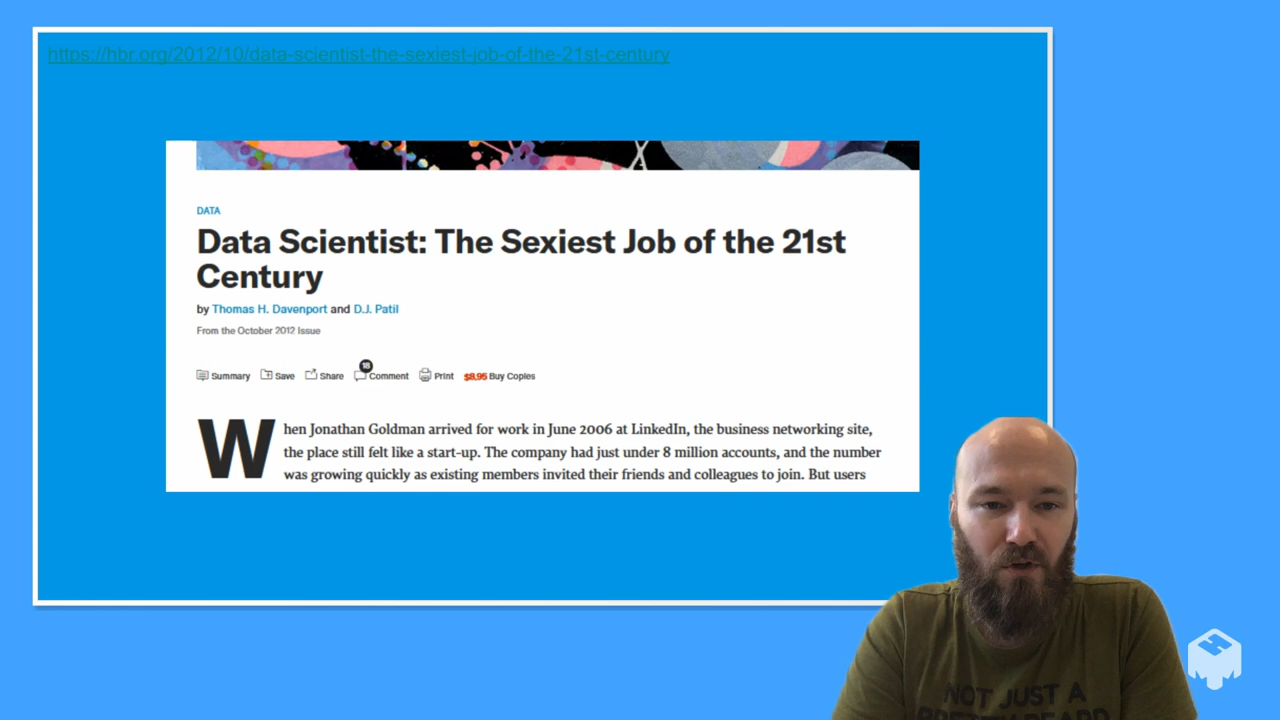 https://hbr.org/2012/10/data-scientist-the-sexiest-job-of-the-21st-century
DATA
Data Scientist: The Sexiest Job of the 21st
Century
by Thomas H. Davenport and D.J. Patil
From the October 2012 Issue
Summary Save Share Comment Print $8.95 Buy Copies
When Jonathan Goldman arrived for work in June 2006 at LinkedIn, the business networking site,
the place still felt like a start-up. The company had just under 8 million accounts, and the number
was growing quickly as existing members invited their friends and colleagues to join. But users
NOT JUST A
PRETTY BEARD